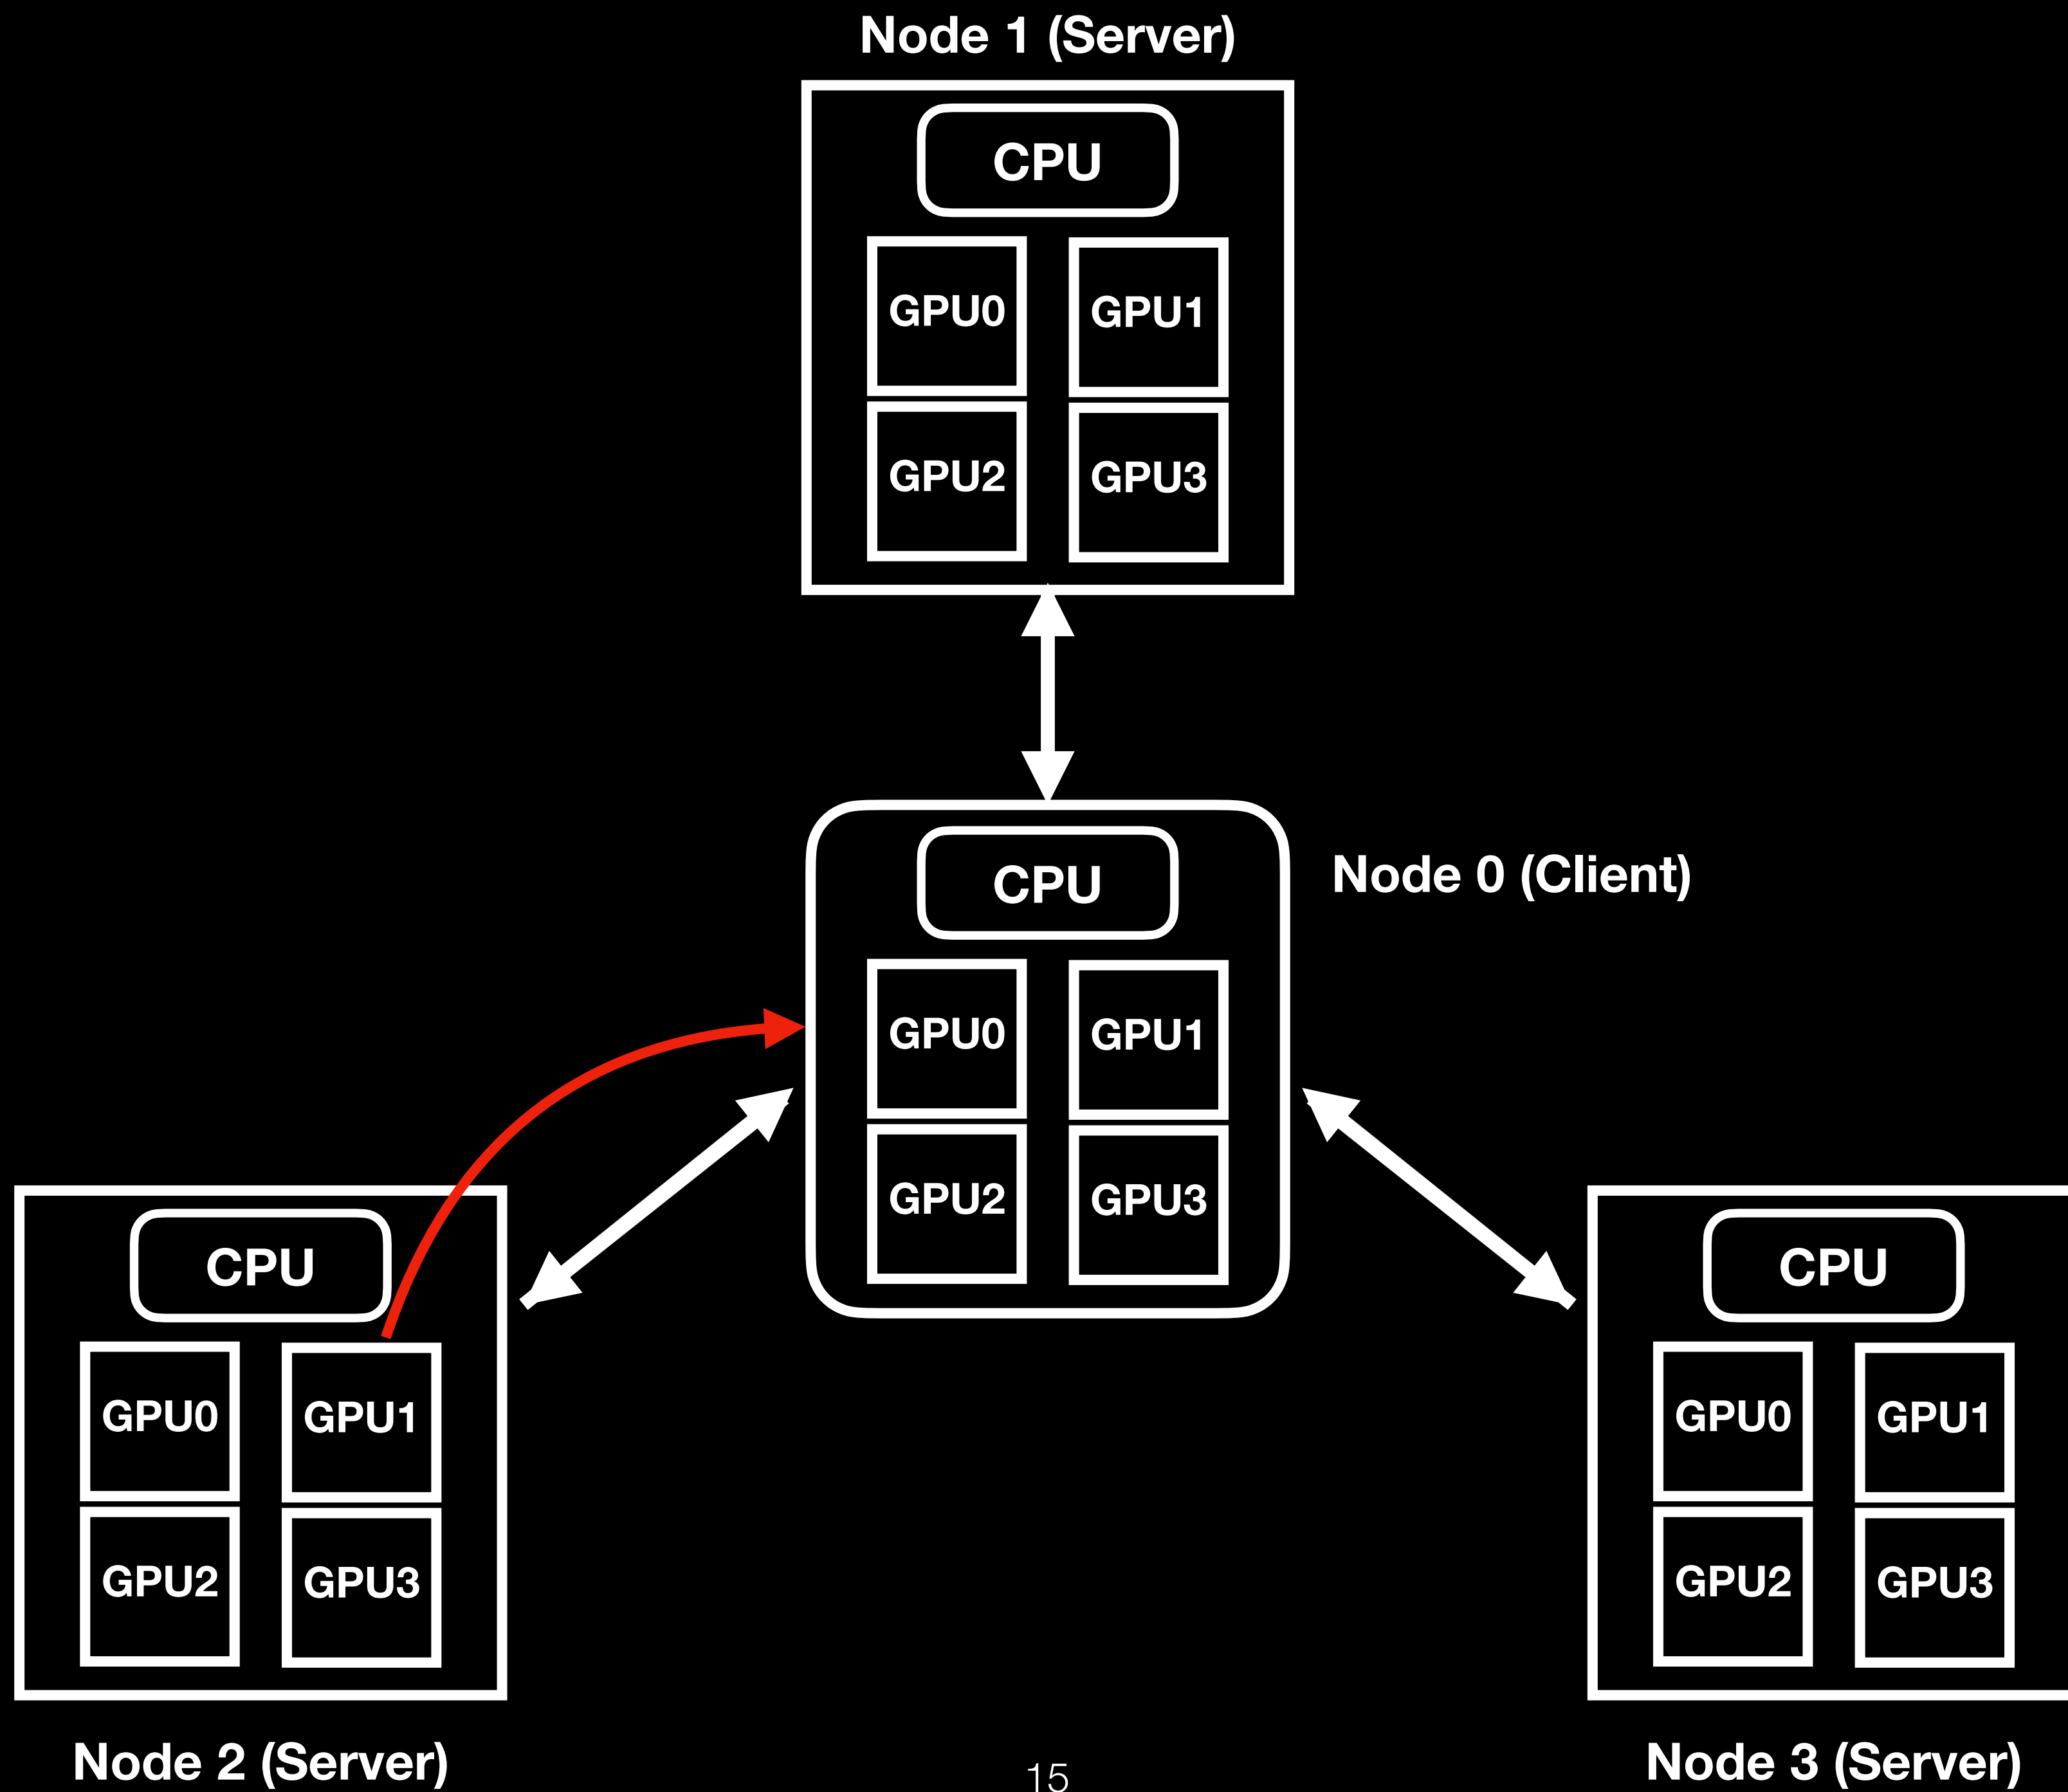 Node 1 (Server)
CPU
GPU0
GPU1
GPU2
GPU3
CPU
Node 0 (Client)
GPU0
GPU1
GPU2
GPU3
CPU
GPU0
GPU1
GPU2
GPU3
Node 2 (Server)
CPU
GPU0
GPU1
GPU2
GPU3
Node 3 (Server)
15